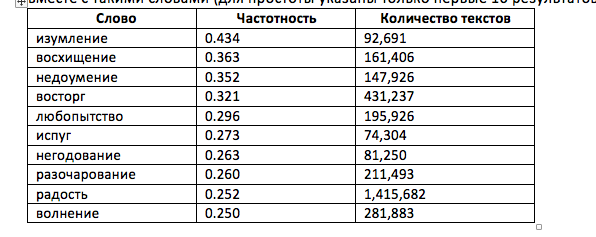 вместе с такими словами (для простоты указаны только первые 10 результатов
Слово Частотность Количество текстов
изумление 0.434 92,691
восхищение 0.363 161,406
недоумение 0.352 147,926
восторг 0.321 431,237
любопытство 0.296 195,926
испуг 0.273 74,304
негодование 0.263 81,250
разочарование 0.260 211,493
радость 0.252 1,415,682
волнение 0.250 281,883